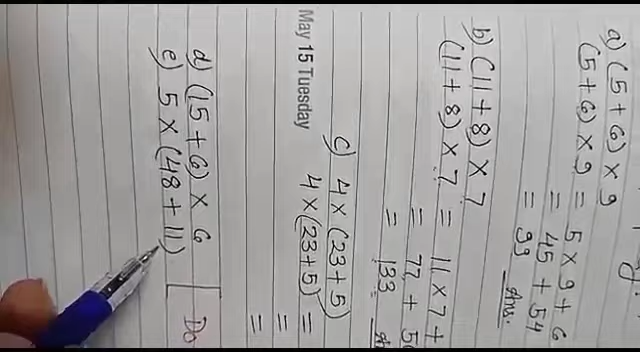 a) (5 + 6) × 9
(5 + 6) × 9 = 5 × 9 + 6
= 45 + 54
= 99 Ans.
b) (11 + 8) × 7
(11 + 8) × 7 = 11 × 7 +
= 77 + 5
= 133
May 15 Tuesday
c) 4 × (23 + 5)
4 × (23 + 5) =
=
=
d) (15 + 6) × 6
e) 5 × (48 + 11)
Do